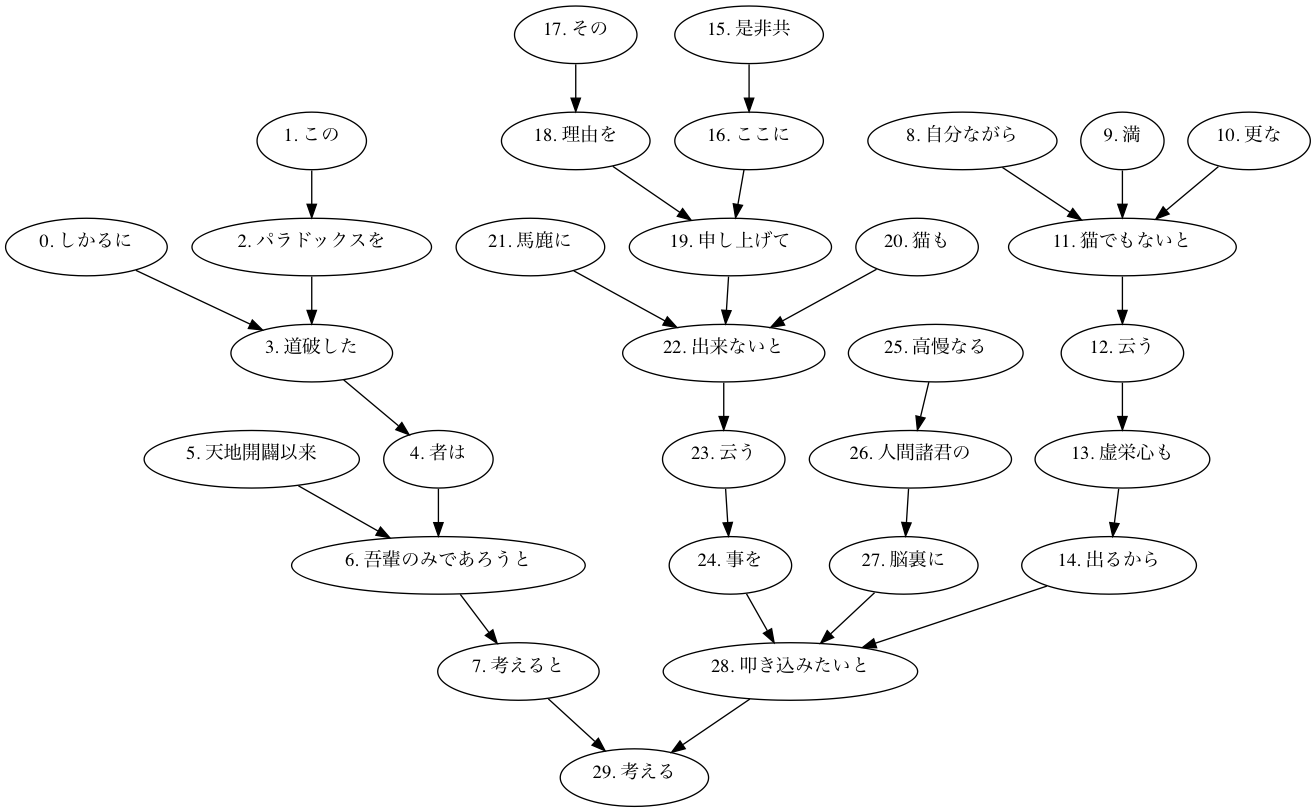 17. その
15. 是非共
1. この
18. 理由を
16. ここに
8. 自分ながら
9. 満
10. 更な
0. しかるに
2. パラドックスを
21. 馬鹿に
19. 申し上げて
20. 猫も
11. 猫でもないと
3. 道破した
22. 出来ないと
25. 高慢なる
12. 云う
5. 天地開闢以来
4. 者は
23. 云う
26. 人間諸君の
13. 虚栄心も
6. 吾輩のみであろうと
24. 事を
27. 脳裏に
14. 出るから
7. 考えると
28. 叩き込みたいと
29. 考える